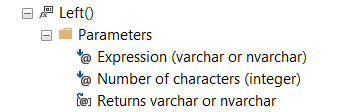 Left()
Parameters
Expression (varchar or nvarchar)
Number of characters (integer)
Returns varchar or nvarchar